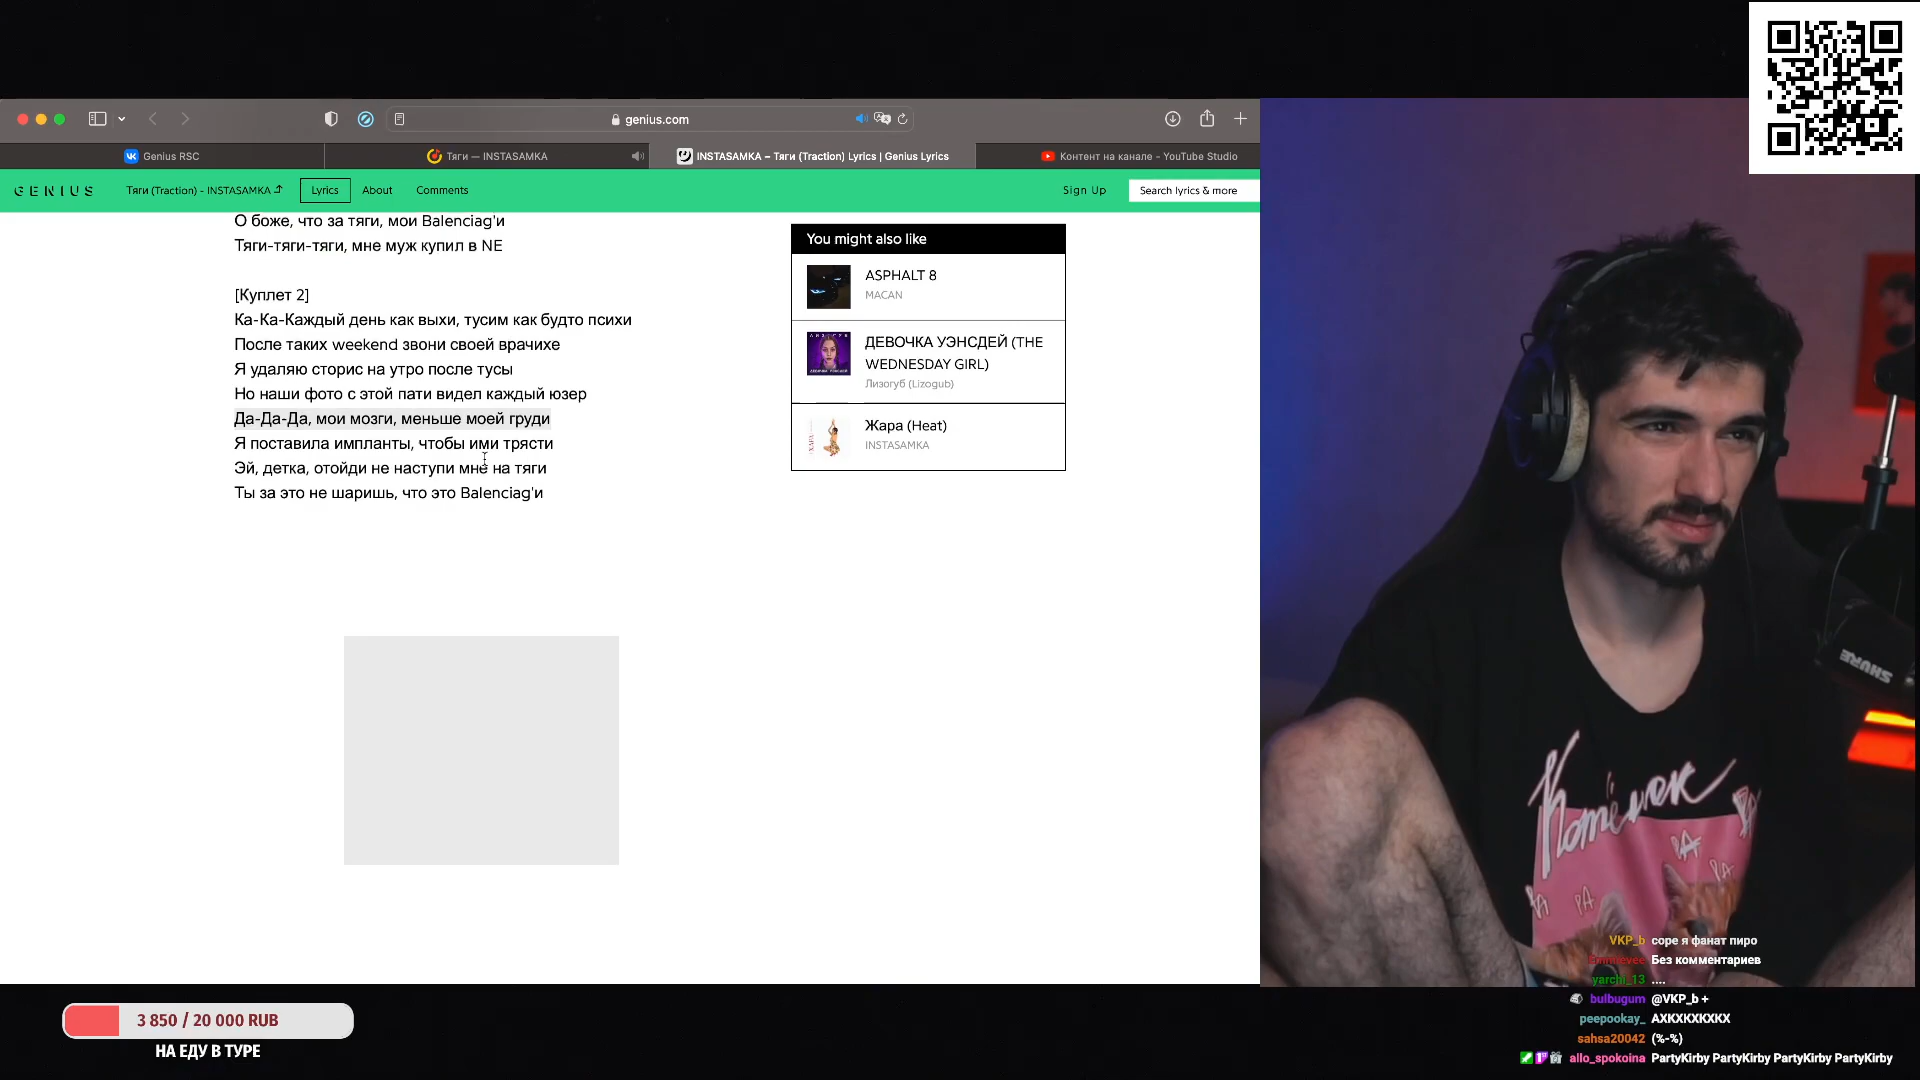 genius.com
Genius RSC
Тяги — INSTASAMKA
INSTASAMKA – Тяги (Traction) Lyrics | Genius Lyrics
Контент на канале - YouTube Studio
GENIUS
Тяги (Traction) - INSTASAMKA
Lyrics
About
Comments
Sign Up
Search lyrics & more
О боже, что за тяги, мои Balenciag'и
Тяги-тяги-тяги, мне муж купил в NE
[Куплет 2]
Ка-Ка-Каждый день как выхи, тусим как будто психи
После таких weekend звони своей врачихе
Я удаляю сторис на утро после тусы
Но наши фото с этой пати видел каждый юзер
Да-Да-Да, мои мозги, меньше моей груди
Я поставила импланты, чтобы ими трясти
Эй, детка, отойди не наступи мне на тяги
Ты за это не шаришь, что это Balenciag'и
You might also like
ASPHALT 8
MACAN
ДЕВОЧКА УЭНСДЕЙ (THE
WEDNESDAY GIRL)
Лизогуб (Lizogub)
Жара (Heat)
INSTASAMKA
SHURE
PA
PA
PA
PA
VKP_b соре я фанат пиро
Без комментариев
yarchi_13 ....
bulbugum @VKP_b +
peepookay_ АХКХКХКХКХ
sahsa20042 (%-%)
allo_spokoina PartyKirby PartyKirby PartyKirby PartyKirby
3 850 / 20 000 RUB
НА ЕДУ В ТУРЕ